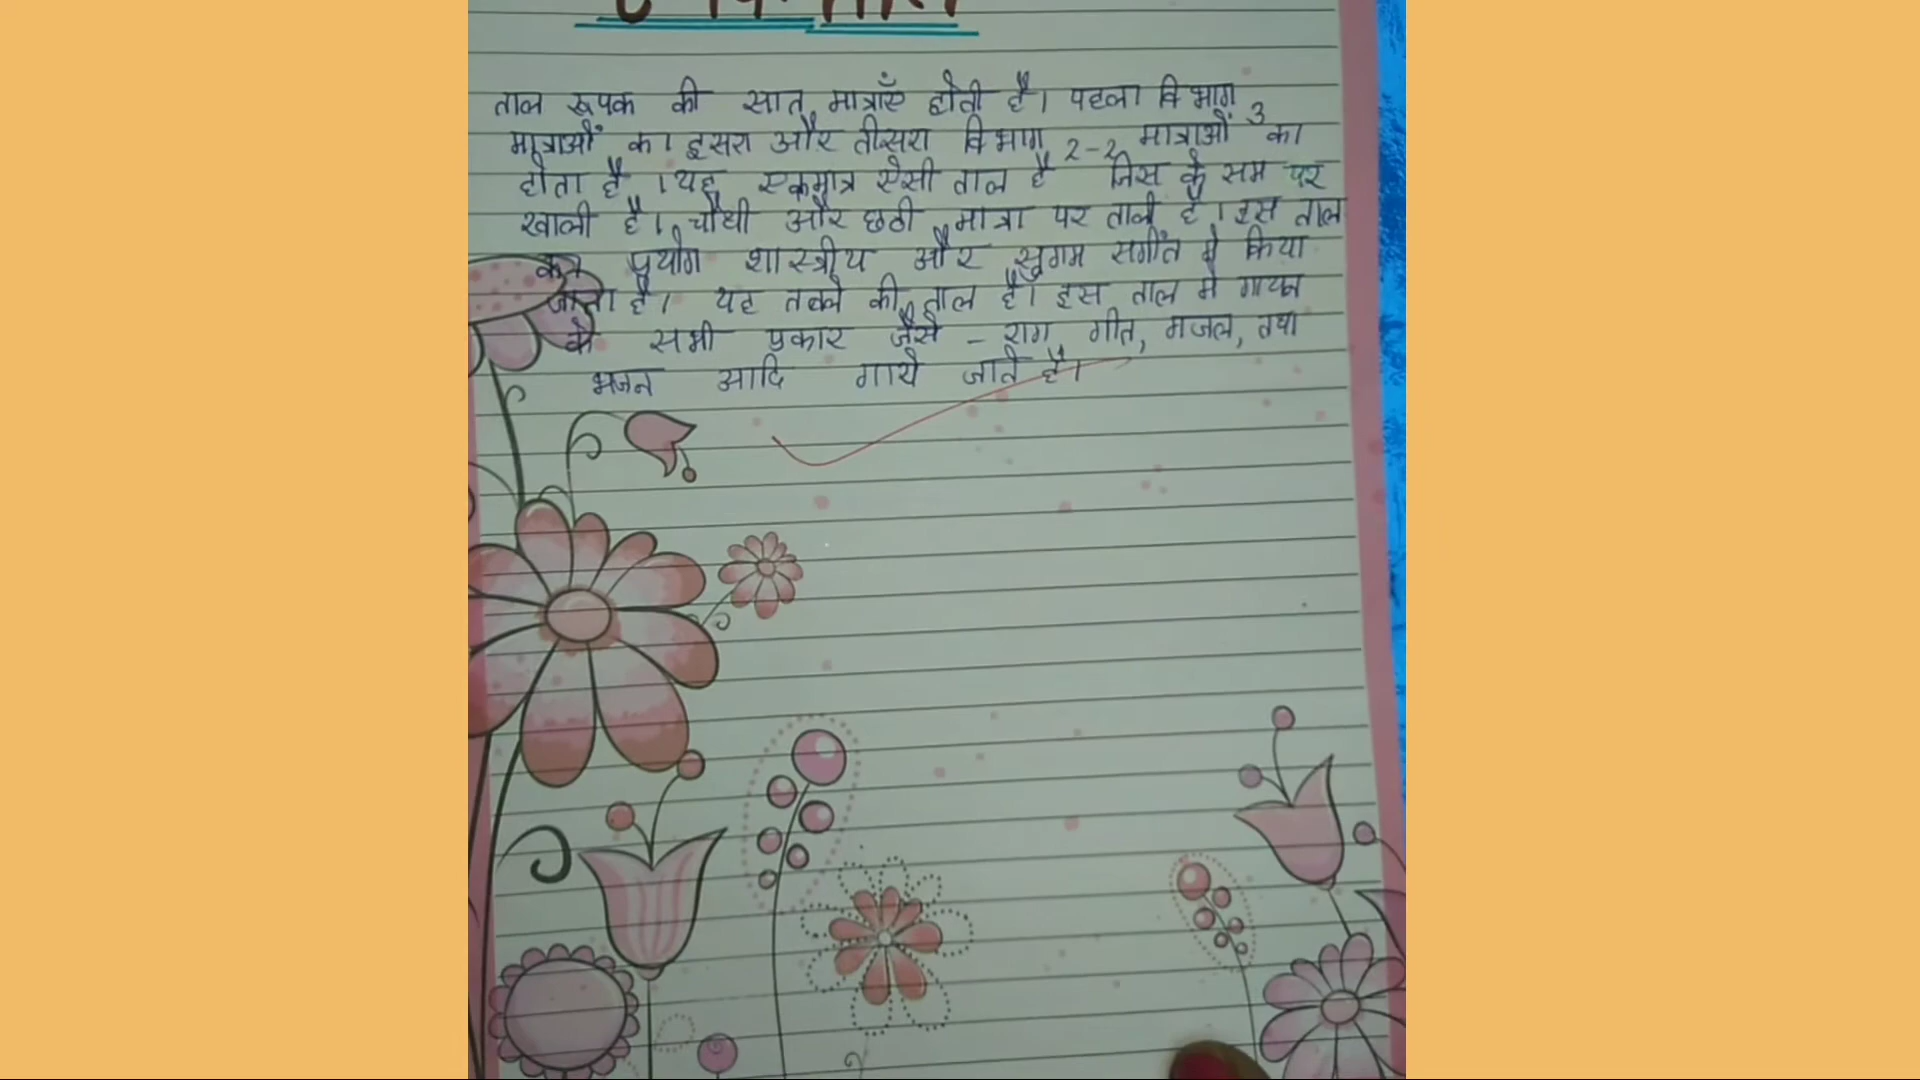 ताल रूपक की सात मात्राएँ होती है। पहला विभाग 3
मात्राओं का। दूसरा और तीसरा विभाग 2-2 मात्राओं का
होता है। यह एकमात्र ऐसी ताल है जिस के सम पर
खाली है। चौथी और छठी मात्रा पर ताली है। इस ताल
का प्रयोग शास्त्रीय और सुगम सगींत मे किया
जाता है। यह तबले की ताल है। इस ताल मे गायन
के सभी प्रकार जैसे - राग गीत, गजल, तथा
भजन आदि गाये जाते है।